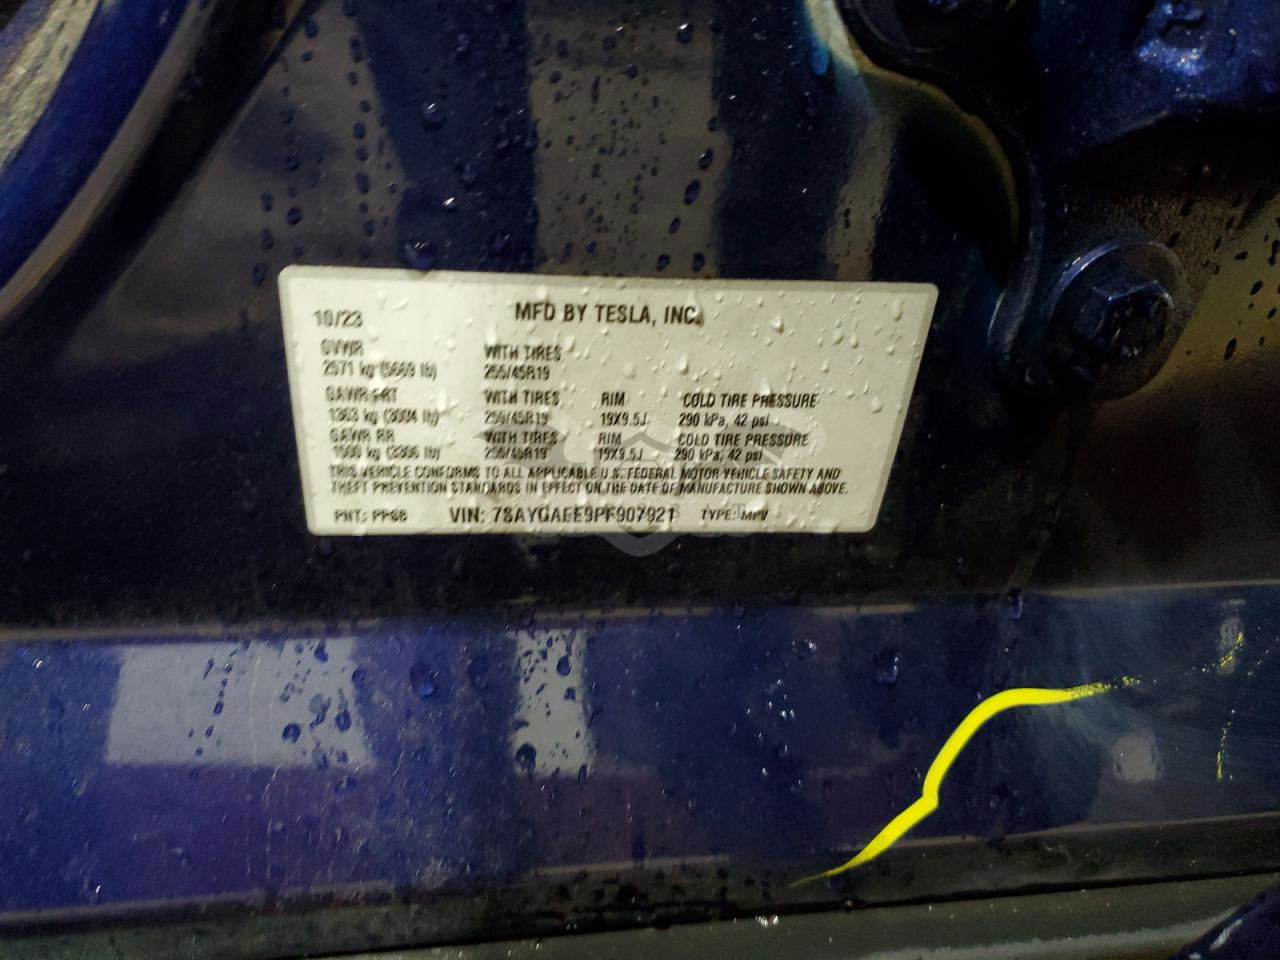 10/23 MFD BY TESLA, INC.
GVWR WITH TIRES
2571 kg (5669 lb) 255/45R19
GAWR FRT WITH TIRES RIM COLD TIRE PRESSURE
1363 kg (3004 lb) 255/45R19 19X9.5J 290 kPa, 42 psi
GAWR RR WITH TIRES RIM COLD TIRE PRESSURE
1500 kg (3306 lb) 255/45R19 19X9.5J 290 kPa, 42 psi
THIS VEHICLE CONFORMS TO ALL APPLICABLE U.S. FEDERAL MOTOR VEHICLE SAFETY AND
THEFT PREVENTION STANDARDS IN EFFECT ON THE DATE OF MANUFACTURE SHOWN ABOVE.
PNT: PPSB VIN: 7SAYGAEE9PF907921 TYPE: MPV